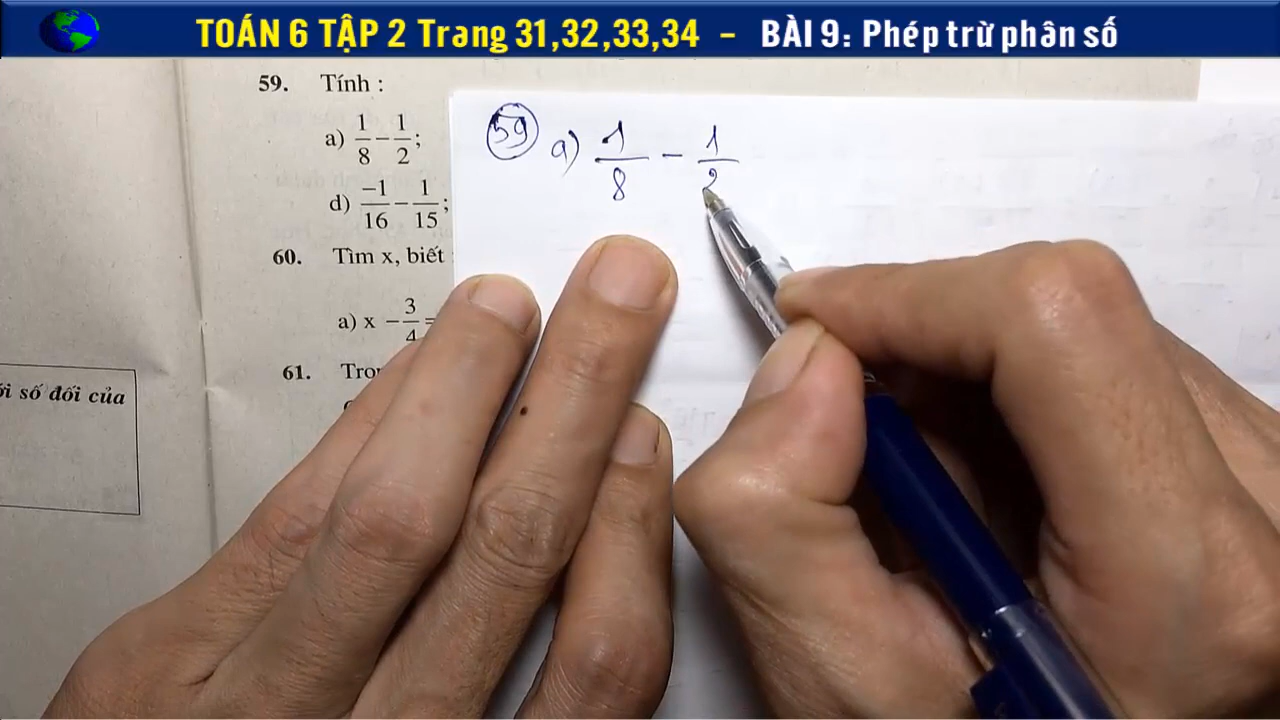 TOÁN 6 TẬP 2 Trang 31,32,33,34 – BÀI 9: Phép trừ phân số
59. Tính :
a) 1/8 – 1/2;
d) –1/16 – 1/15;
60. Tìm x, biết
a) x – 3/4 =
61.
ới số đối của
59 a) 1/8 – 1/2